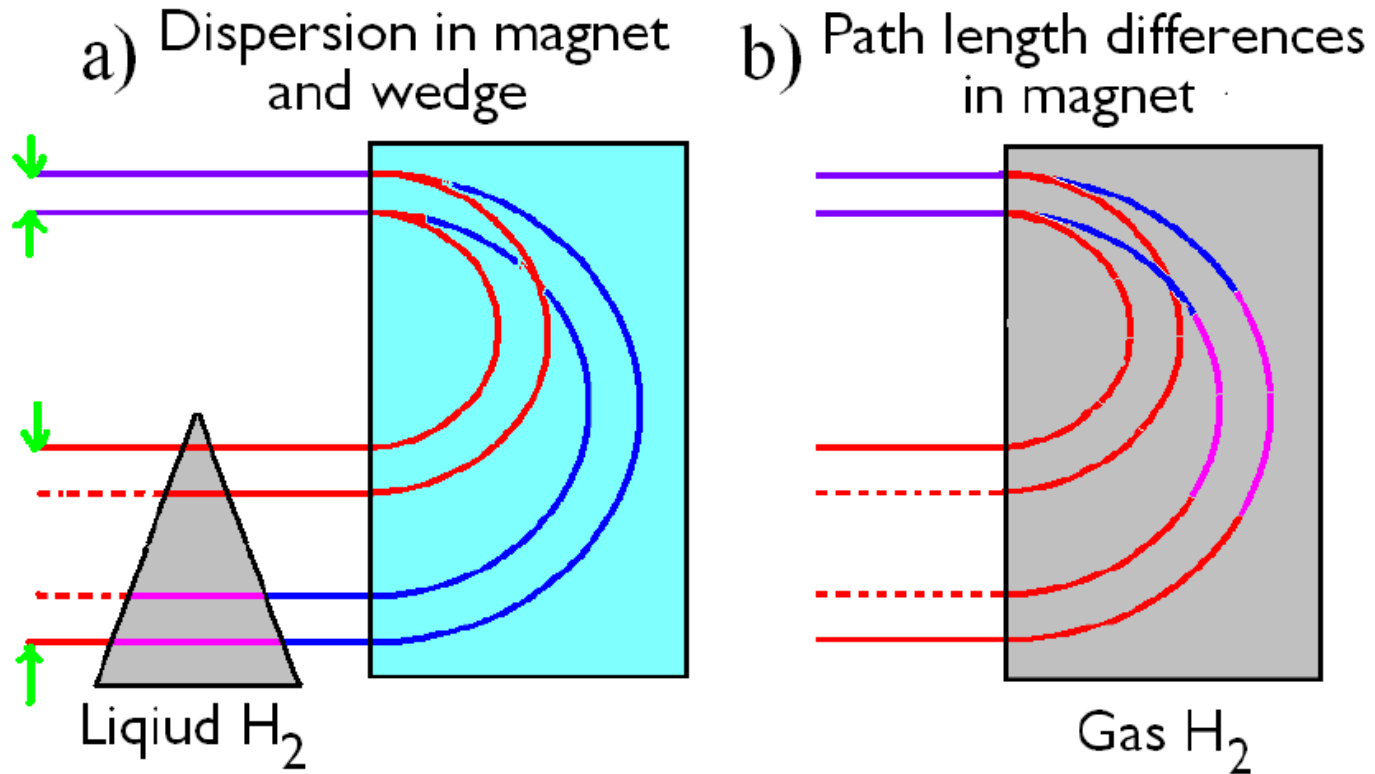 a) Dispersion in magnet
and wedge
b) Path length differences
in magnet
Liqiud H2
Gas H2